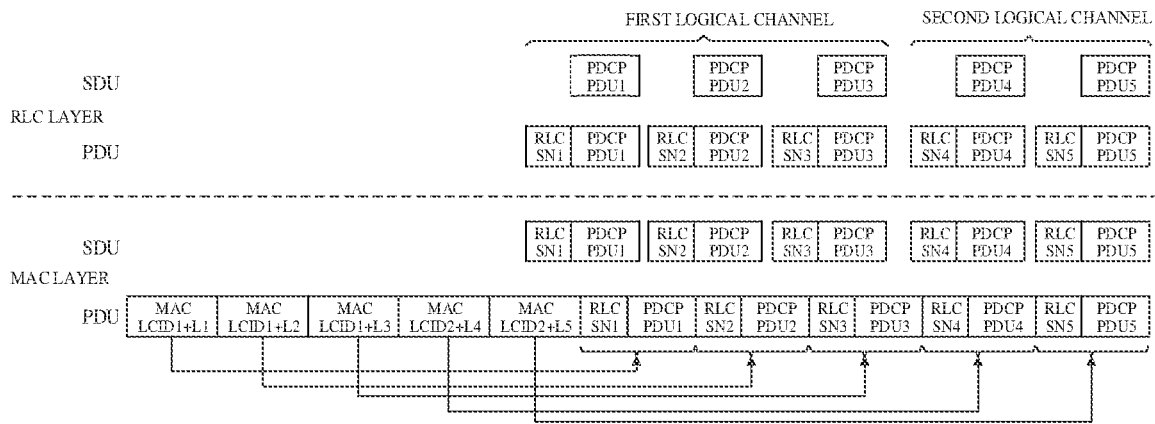 FIRST LOGICAL CHANNEL SECOND LOGICAL CHANNEL
SDU PDCP PDU1 PDCP PDU2 PDCP PDU3 PDCP PDU4 PDCP PDU5
RLC LAYER
PDU RLC SN1 PDCP PDU1 RLC SN2 PDCP PDU2 RLC SN3 PDCP PDU3 RLC SN4 PDCP PDU4 RLC SN5 PDCP PDU5
SDU RLC SN1 PDCP PDU1 RLC SN2 PDCP PDU2 RLC SN3 PDCP PDU3 RLC SN4 PDCP PDU4 RLC SN5 PDCP PDU5
MAC LAYER
PDU MAC LCID1+L1 MAC LCID1+L2 MAC LCID1+L3 MAC LCID2+L4 MAC LCID2+L5 RLC SN1 PDCP PDU1 RLC SN2 PDCP PDU2 RLC SN3 PDCP PDU3 RLC SN4 PDCP PDU4 RLC SN5 PDCP PDU5